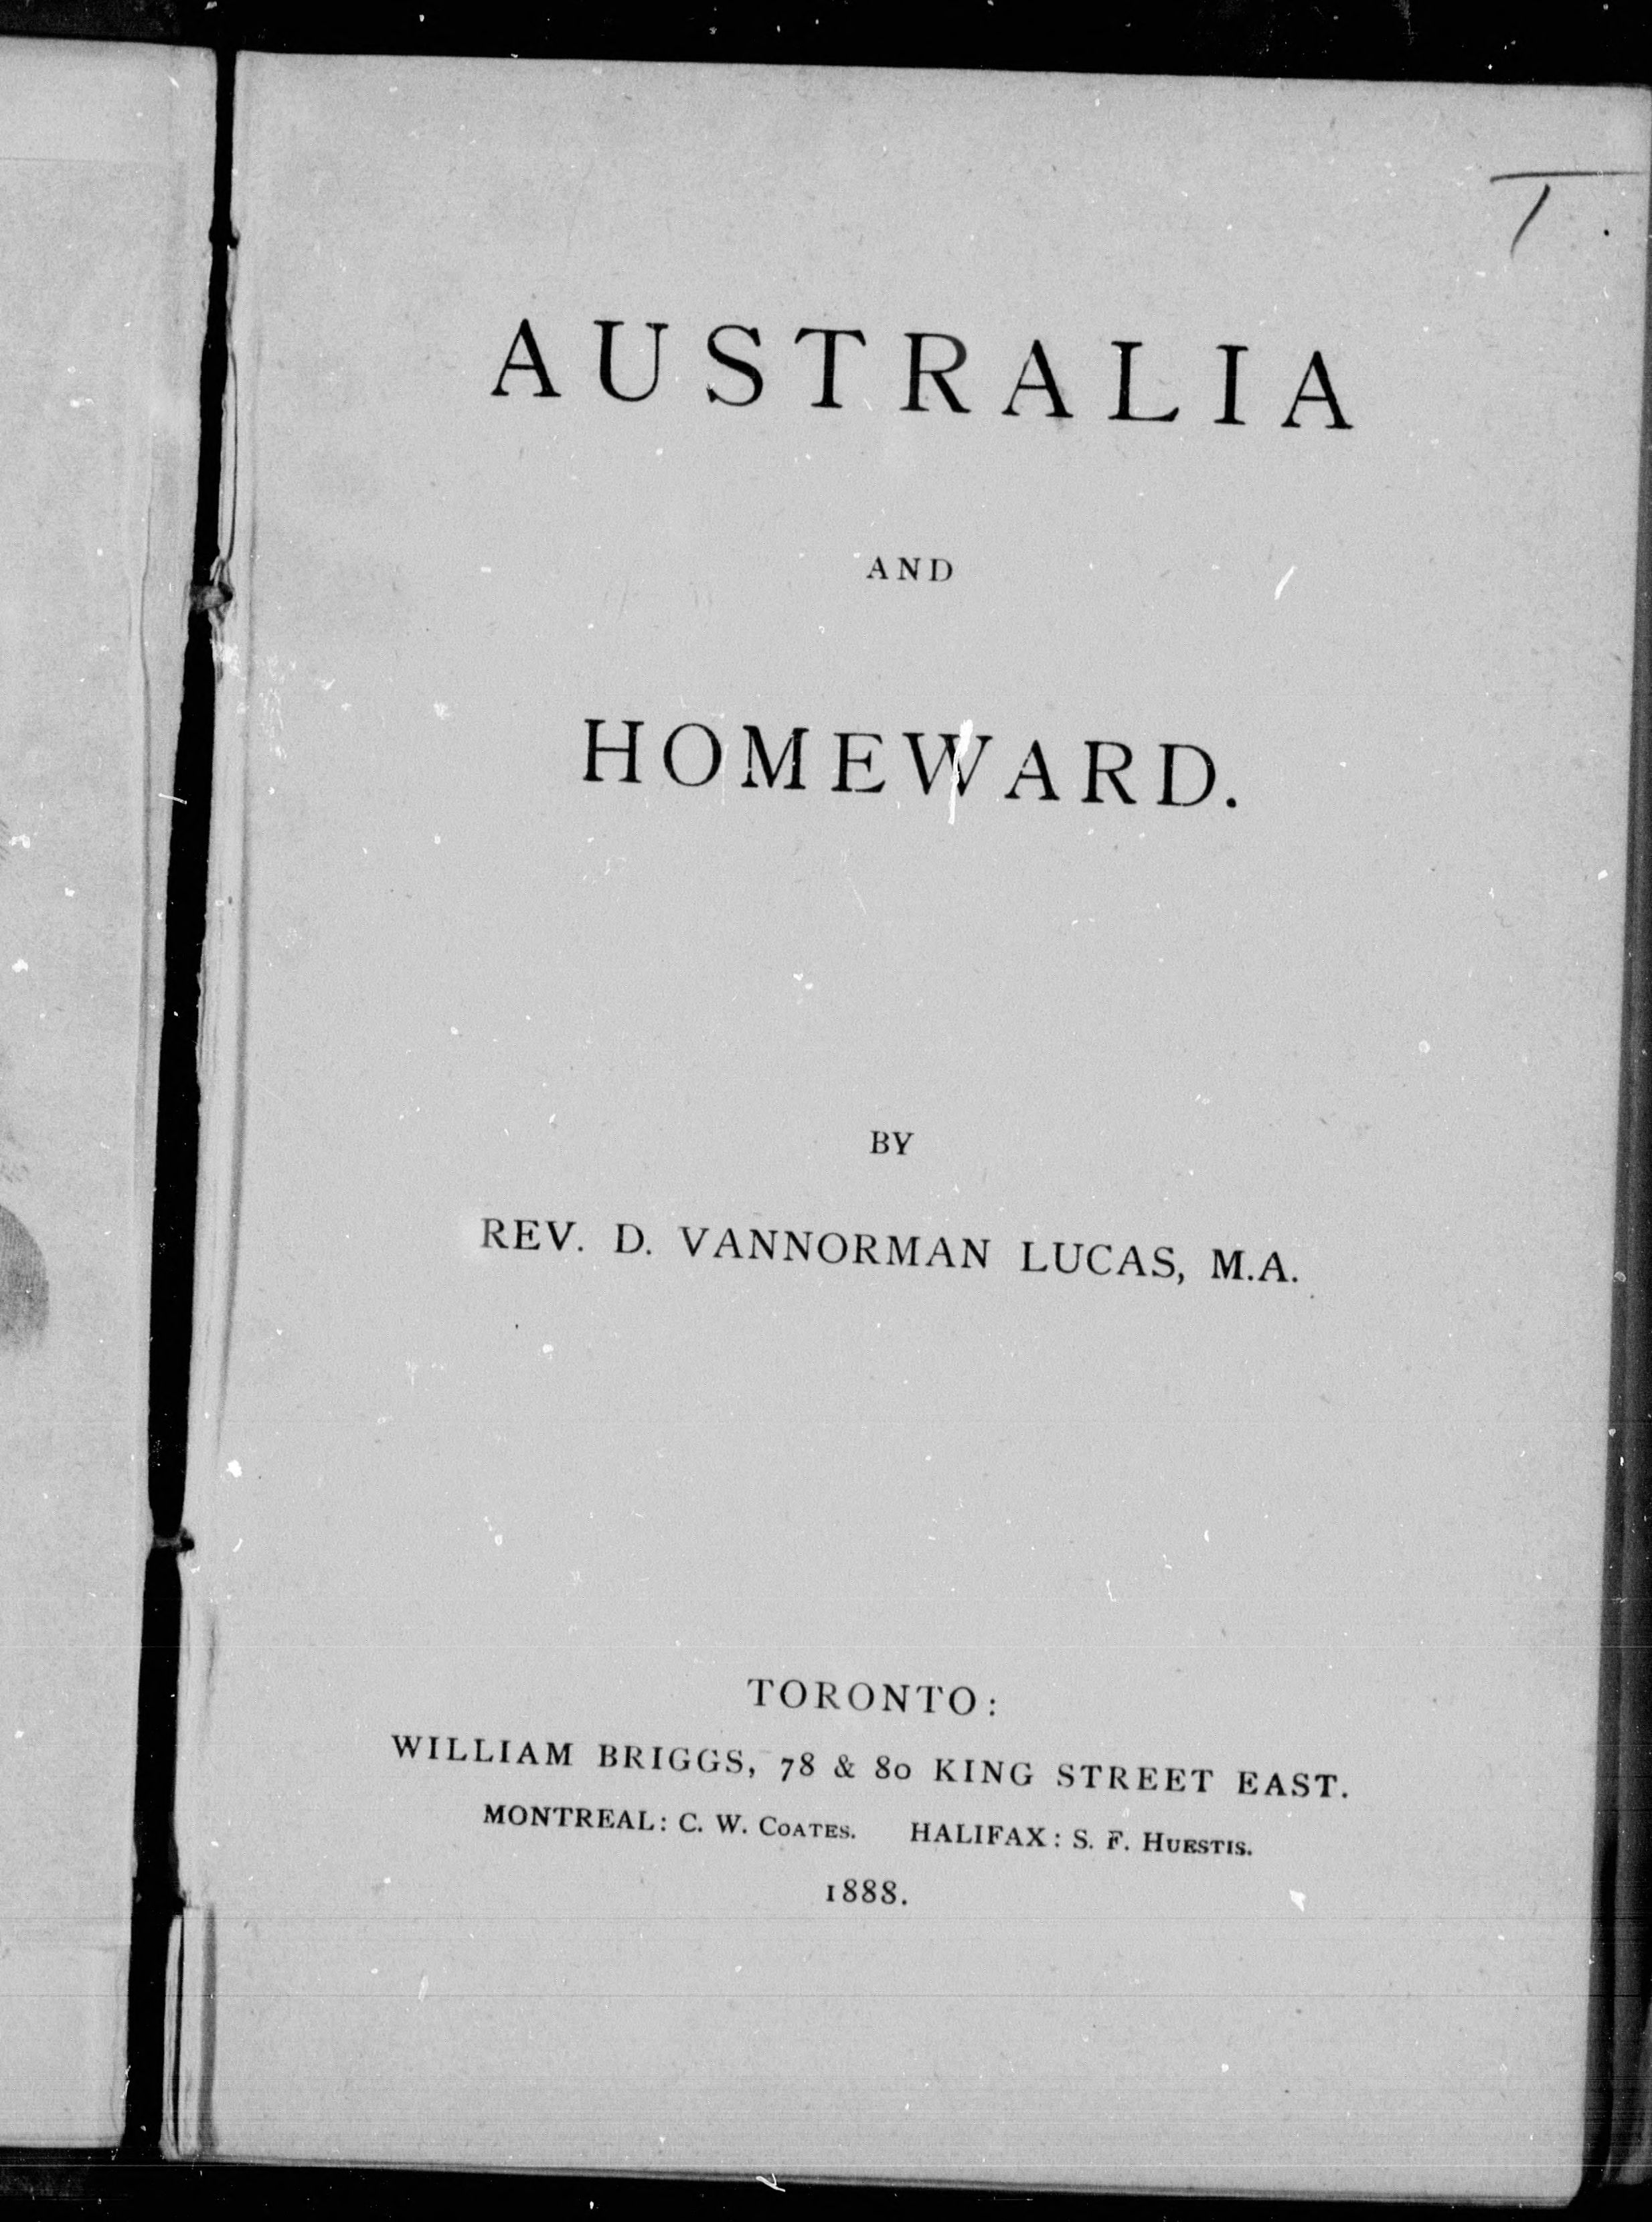 T.
AUSTRALIA
AND
HOMEWARD.
BY
REV. D. VANNORMAN LUCAS, M.A.
TORONTO:
WILLIAM BRIGGS, 78 & 80 KING STREET EAST.
MONTREAL: C. W. COATES. HALIFAX: S. F. HUESTIS.
1888.